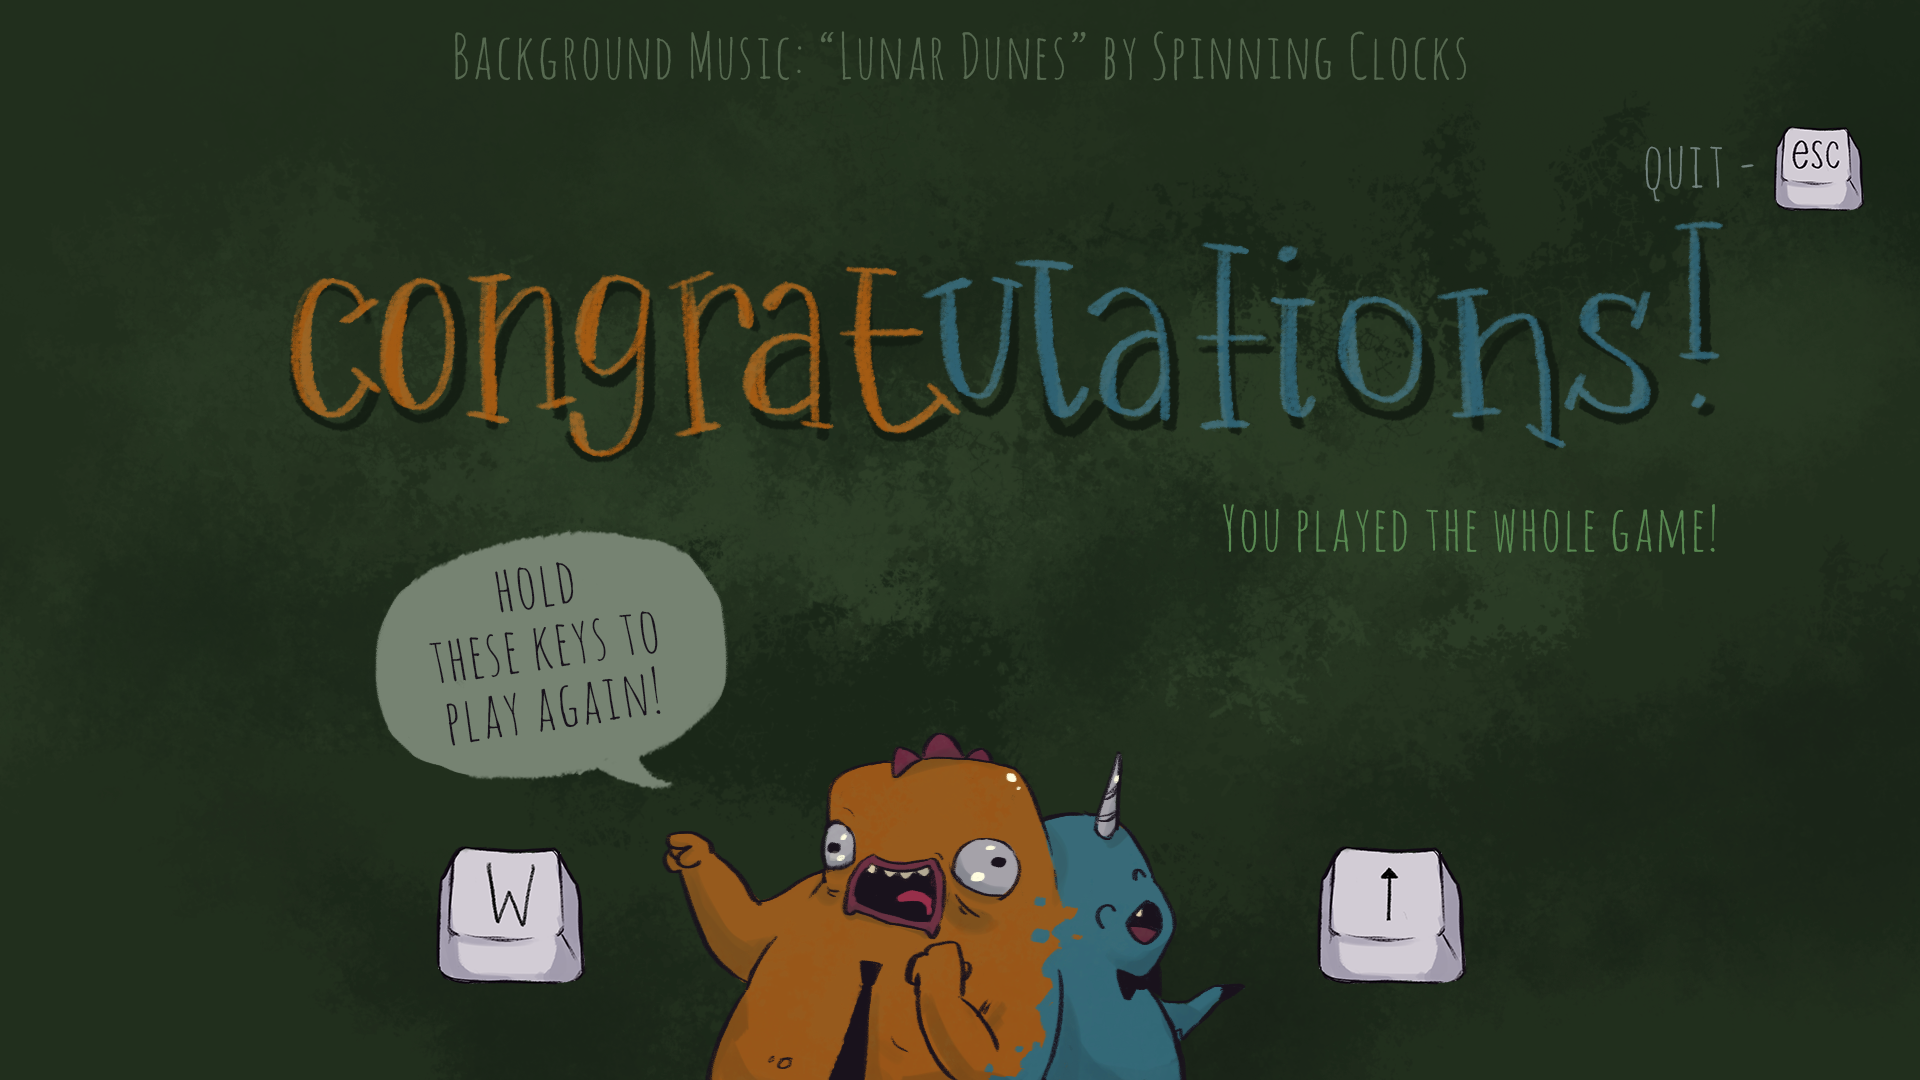 Background Music: “Lunar Dunes” by Spinning Clocks
QUIT - esc
congratulations!
You played the whole game!
HOLD
THESE KEYS TO
PLAY AGAIN!
W
↑